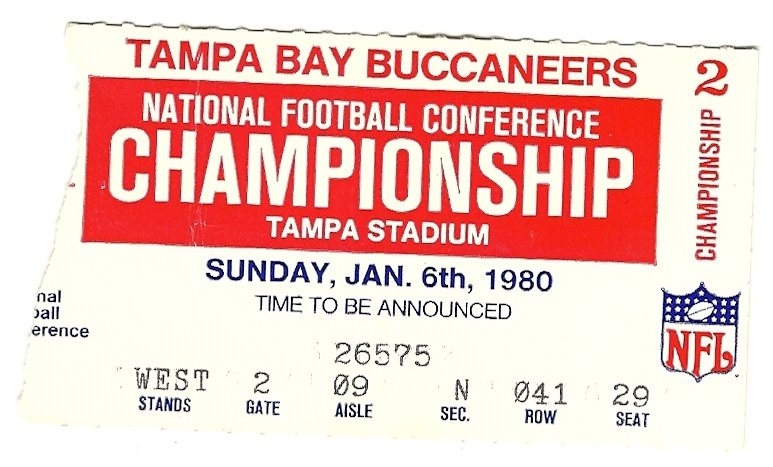 TAMPA BAY BUCCANEERS
NATIONAL FOOTBALL CONFERENCE
CHAMPIONSHIP
TAMPA STADIUM
SUNDAY, JAN. 6th, 1980
TIME TO BE ANNOUNCED
nal
ball
erence
26575
WEST 2 09 N 041 29
STANDS GATE AISLE SEC. ROW SEAT
2
CHAMPIONSHIP
NFL